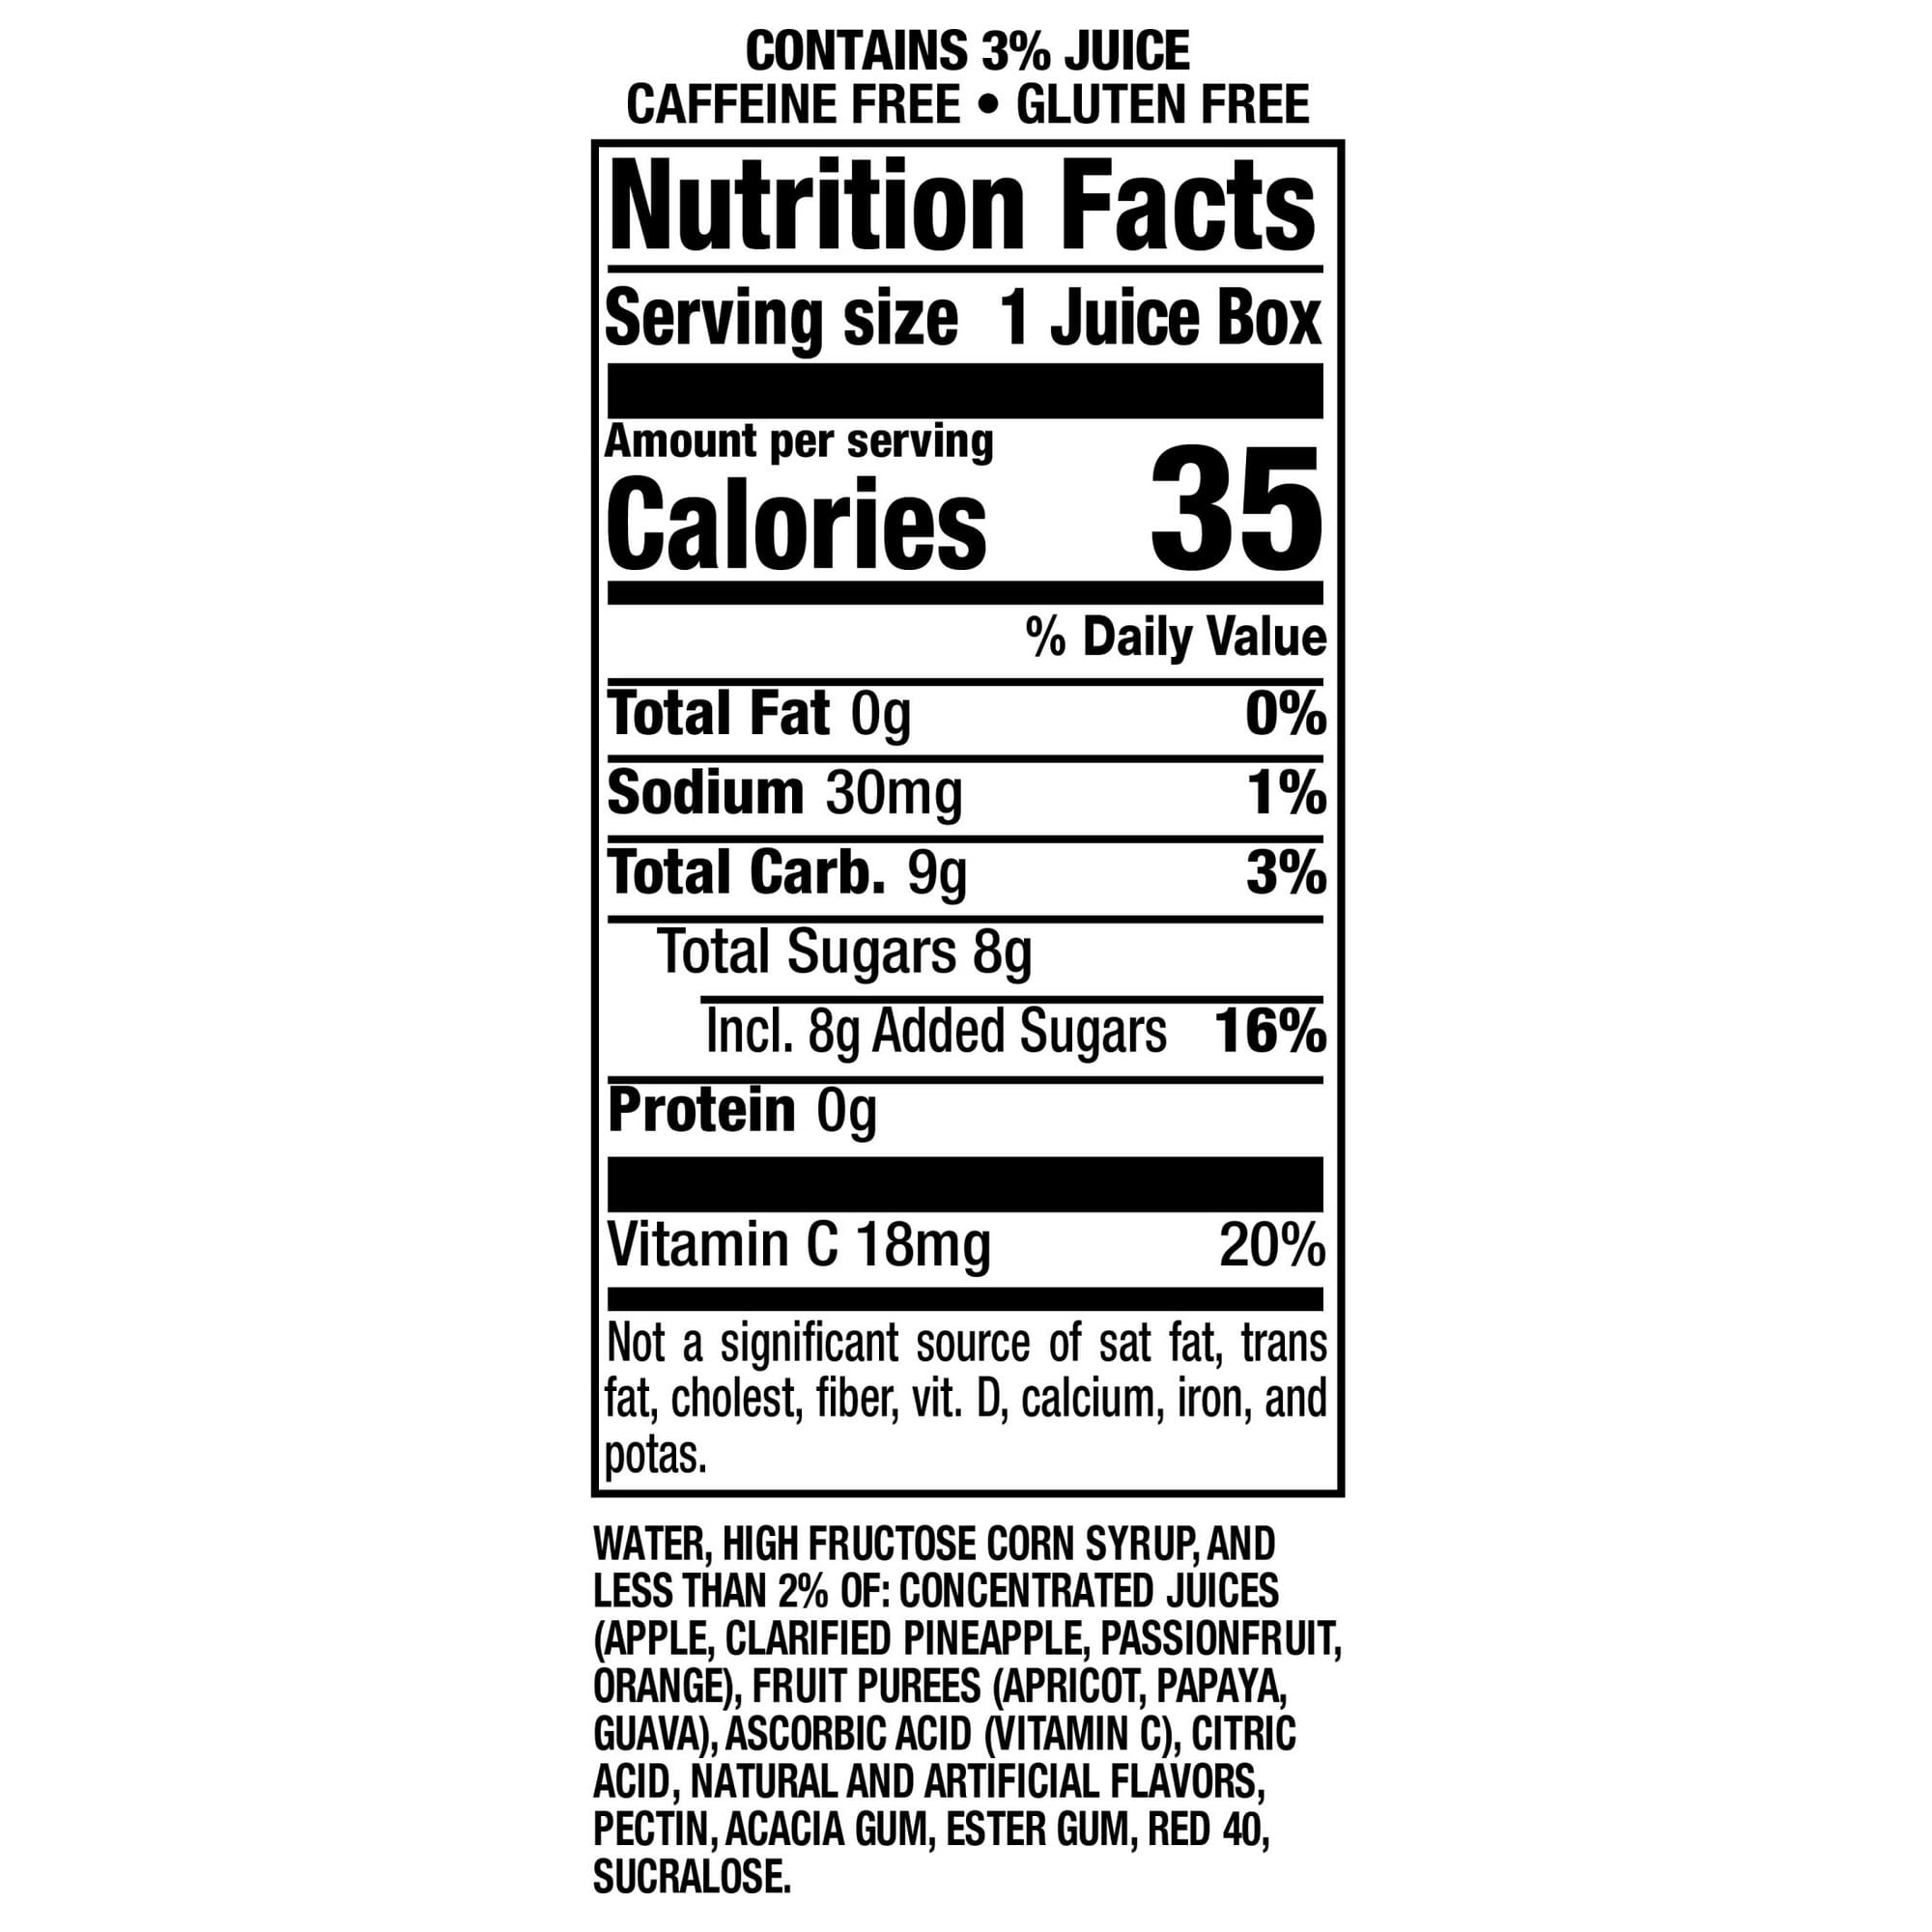 CONTAINS 3% JUICE
CAFFEINE FREE • GLUTEN FREE
Nutrition Facts
Serving size 1 Juice Box
Amount per serving
Calories 35
% Daily Value
Total Fat 0g 0%
Sodium 30mg 1%
Total Carb. 9g 3%
Total Sugars 8g
Incl. 8g Added Sugars 16%
Protein 0g
Vitamin C 18mg 20%
Not a significant source of sat fat, trans
fat, cholest, fiber, vit. D, calcium, iron, and
potas.
WATER, HIGH FRUCTOSE CORN SYRUP, AND
LESS THAN 2% OF: CONCENTRATED JUICES
(APPLE, CLARIFIED PINEAPPLE, PASSIONFRUIT,
ORANGE), FRUIT PUREES (APRICOT, PAPAYA,
GUAVA), ASCORBIC ACID (VITAMIN C), CITRIC
ACID, NATURAL AND ARTIFICIAL FLAVORS,
PECTIN, ACACIA GUM, ESTER GUM, RED 40,
SUCRALOSE.